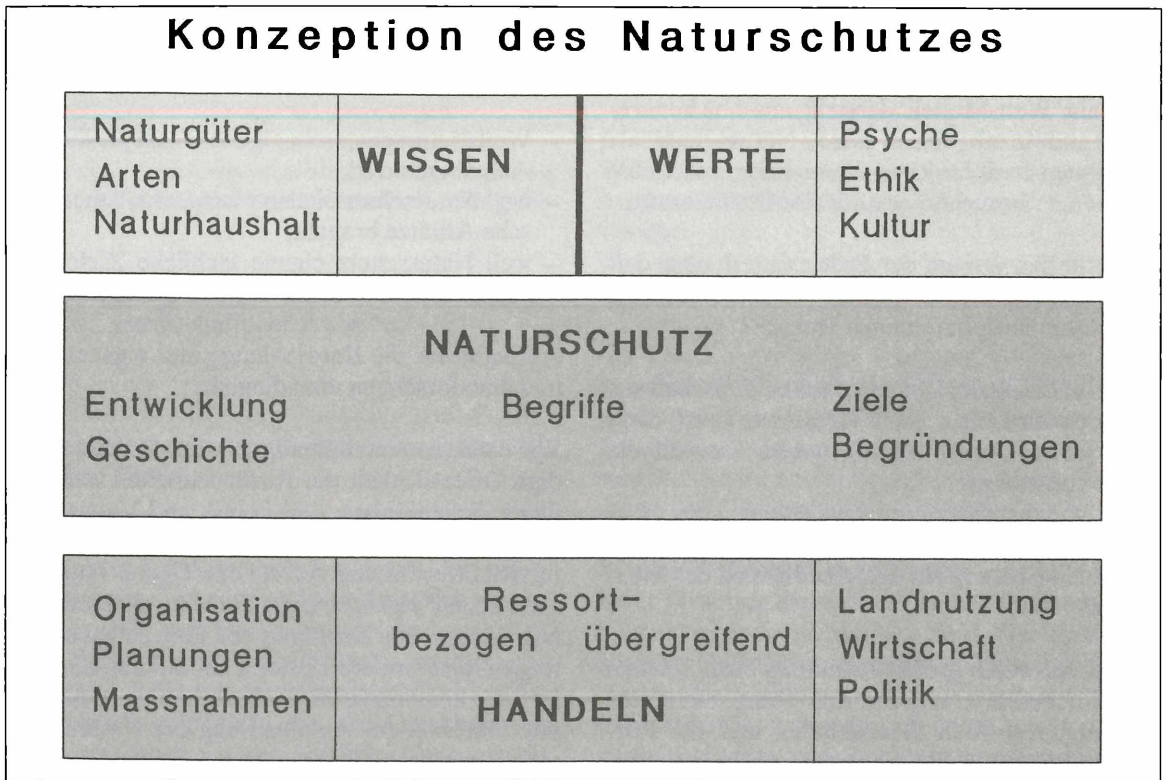 Konzeption des Naturschutzes
Naturgüter
Arten
Naturhaushalt
WISSEN
WERTE
Psyche
Ethik
Kultur
NATURSCHUTZ
Entwicklung
Geschichte
Begriffe
Ziele
Begründungen
Organisation
Planungen
Massnahmen
Ressort-
bezogen übergreifend
HANDELN
Landnutzung
Wirtschaft
Politik